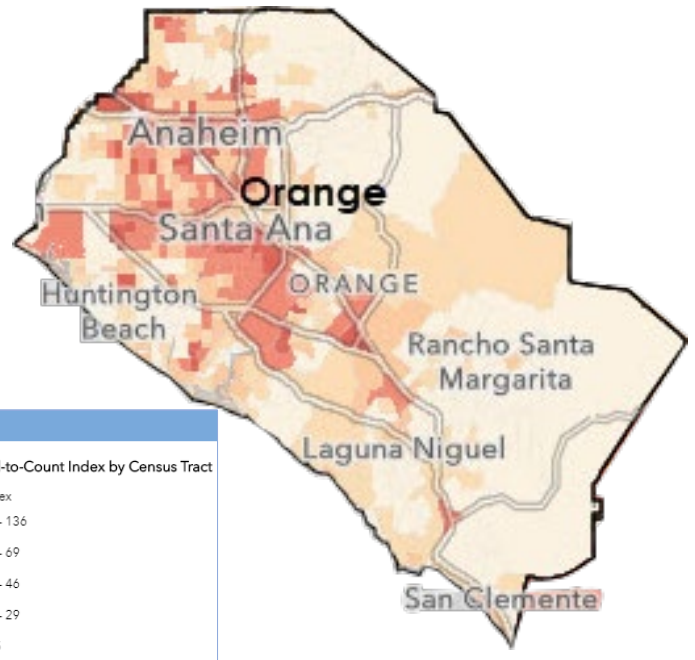 Anaheim
Orange
Santa Ana
ORANGE
Huntington
Beach
Rancho Santa
Margarita
Laguna Niguel
San Clemente
-to-Count Index by Census Tract
ex
- 136
- 69
- 46
- 29